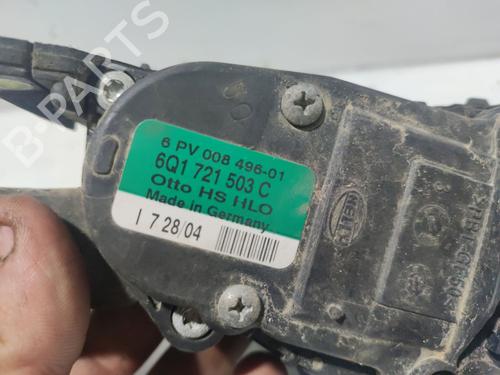 B-PARTS
6 PV 008 496-01
6Q1 721 503 C
Otto HS HLO
Made in Germany
I 7 28/04
HELLA